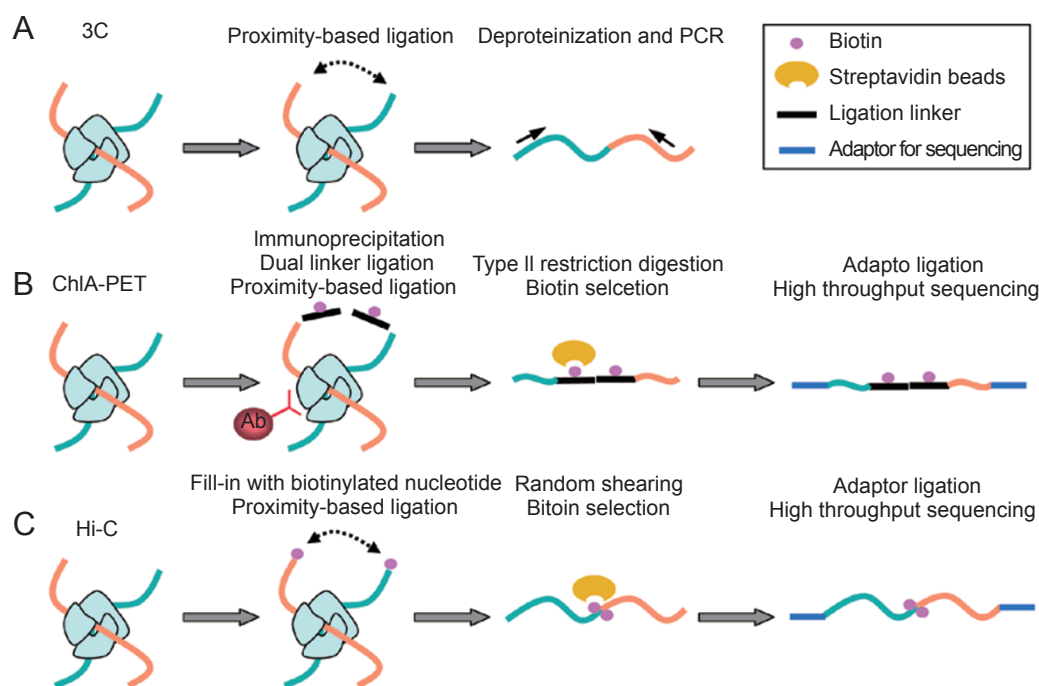 A
3C
Proximity-based ligation
Deproteinization and PCR
Biotin
Streptavidin beads
Ligation linker
Adaptor for sequencing
B
ChIA-PET
Immunoprecipitation
Dual linker ligation
Proximity-based ligation
Type II restriction digestion
Biotin selcetion
Adapto ligation
High throughput sequencing
Ab
C
Hi-C
Fill-in with biotinylated nucleotide
Proximity-based ligation
Random shearing
Bitoin selection
Adaptor ligation
High throughput sequencing